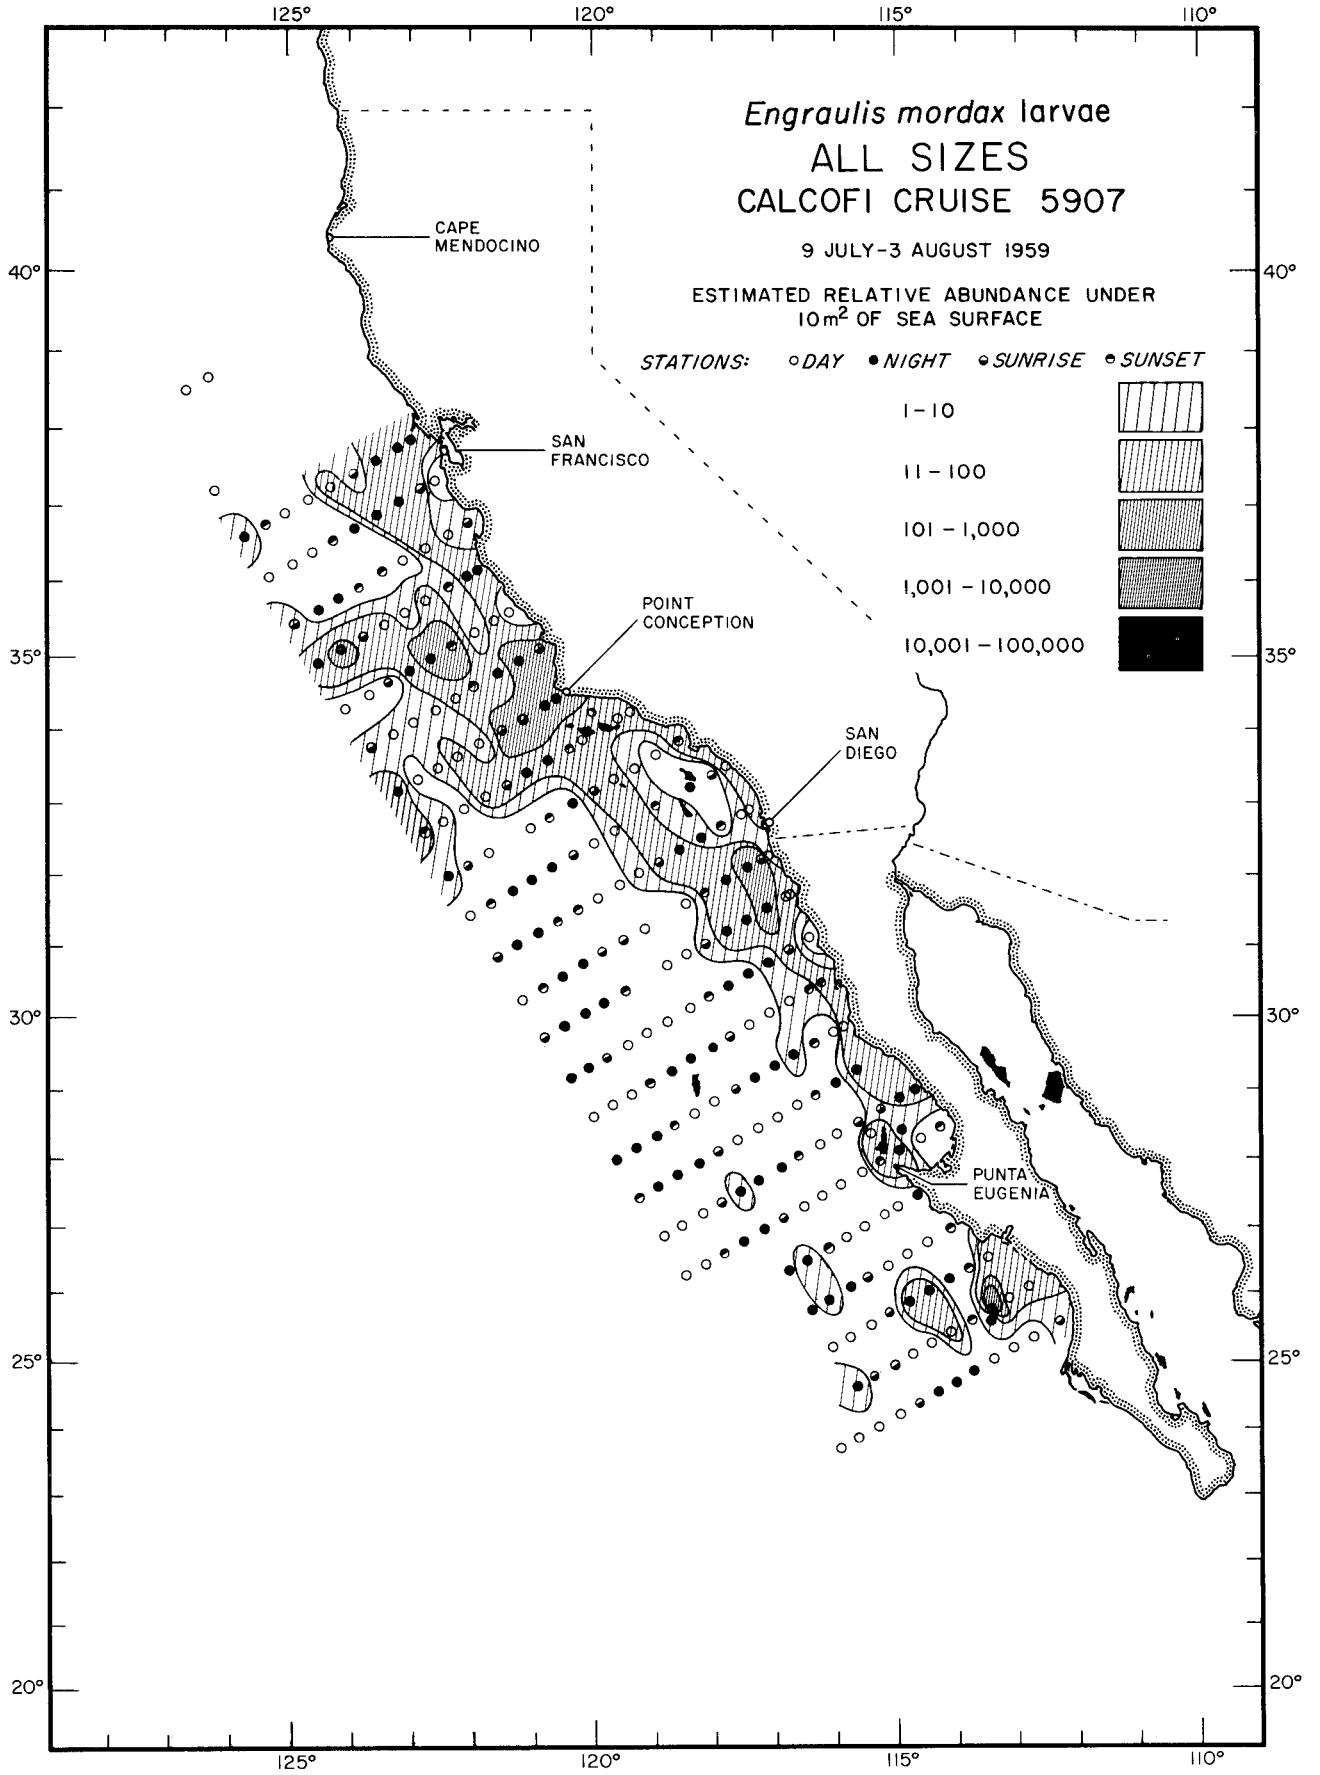 125° 120° 115° 110°
Engraulis mordax larvae
ALL SIZES
CALCOFI CRUISE 5907
9 JULY-3 AUGUST 1959
ESTIMATED RELATIVE ABUNDANCE UNDER
10m² OF SEA SURFACE
STATIONS: ○DAY ●NIGHT ◒SUNRISE ◓SUNSET
1-10
11-100
101-1,000
1,001-10,000
10,001-100,000
CAPE
MENDOCINO
40° 40°
SAN
FRANCISCO
POINT
CONCEPTION
35° 35°
SAN
DIEGO
30° 30°
PUNTA
EUGENIA
25° 25°
20° 20°
125° 120° 115° 110°